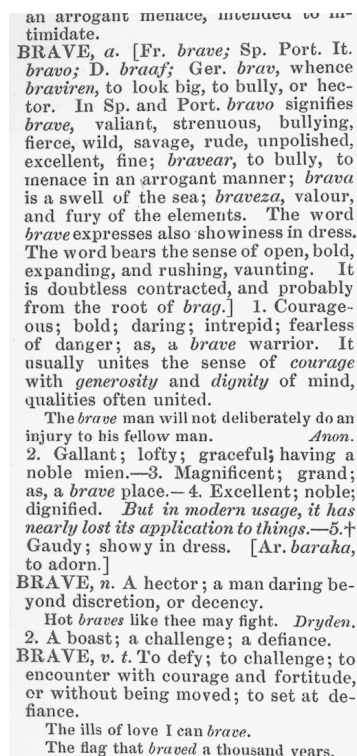 an arrogant menace, intended to in-
timidate.
BRAVE, a. [Fr. brave; Sp. Port. It.
bravo; D. braaf; Ger. brav, whence
braviren, to look big, to bully, or hec-
tor. In Sp. and Port. bravo signifies
brave, valiant, strenuous, bullying,
fierce, wild, savage, rude, unpolished,
excellent, fine; bravear, to bully, to
menace in an arrogant manner; brava
is a swell of the sea; braveza, valour,
and fury of the elements. The word
brave expresses also showiness in dress.
The word bears the sense of open, bold,
expanding, and rushing, vaunting. It
is doubtless contracted, and probably
from the root of brag.] 1. Courage-
ous; bold; daring; intrepid; fearless
of danger; as, a brave warrior. It
usually unites the sense of courage
with generosity and dignity of mind,
qualities often united.
The brave man will not deliberately do an
injury to his fellow man. Anon.
2. Gallant; lofty; graceful; having a
noble mien.—3. Magnificent; grand;
as, a brave place.—4. Excellent; noble;
dignified. But in modern usage, it has
nearly lost its application to things.—5.†
Gaudy; showy in dress. [Ar. baraha,
to adorn.]
BRAVE, n. A hector; a man daring be-
yond discretion, or decency.
Hot braves like thee may fight. Dryden.
2. A boast; a challenge; a defiance.
BRAVE, v. t. To defy; to challenge; to
encounter with courage and fortitude,
or without being moved; to set at de-
fiance.
The ills of love I can brave.
The flag that braved a thousand years.